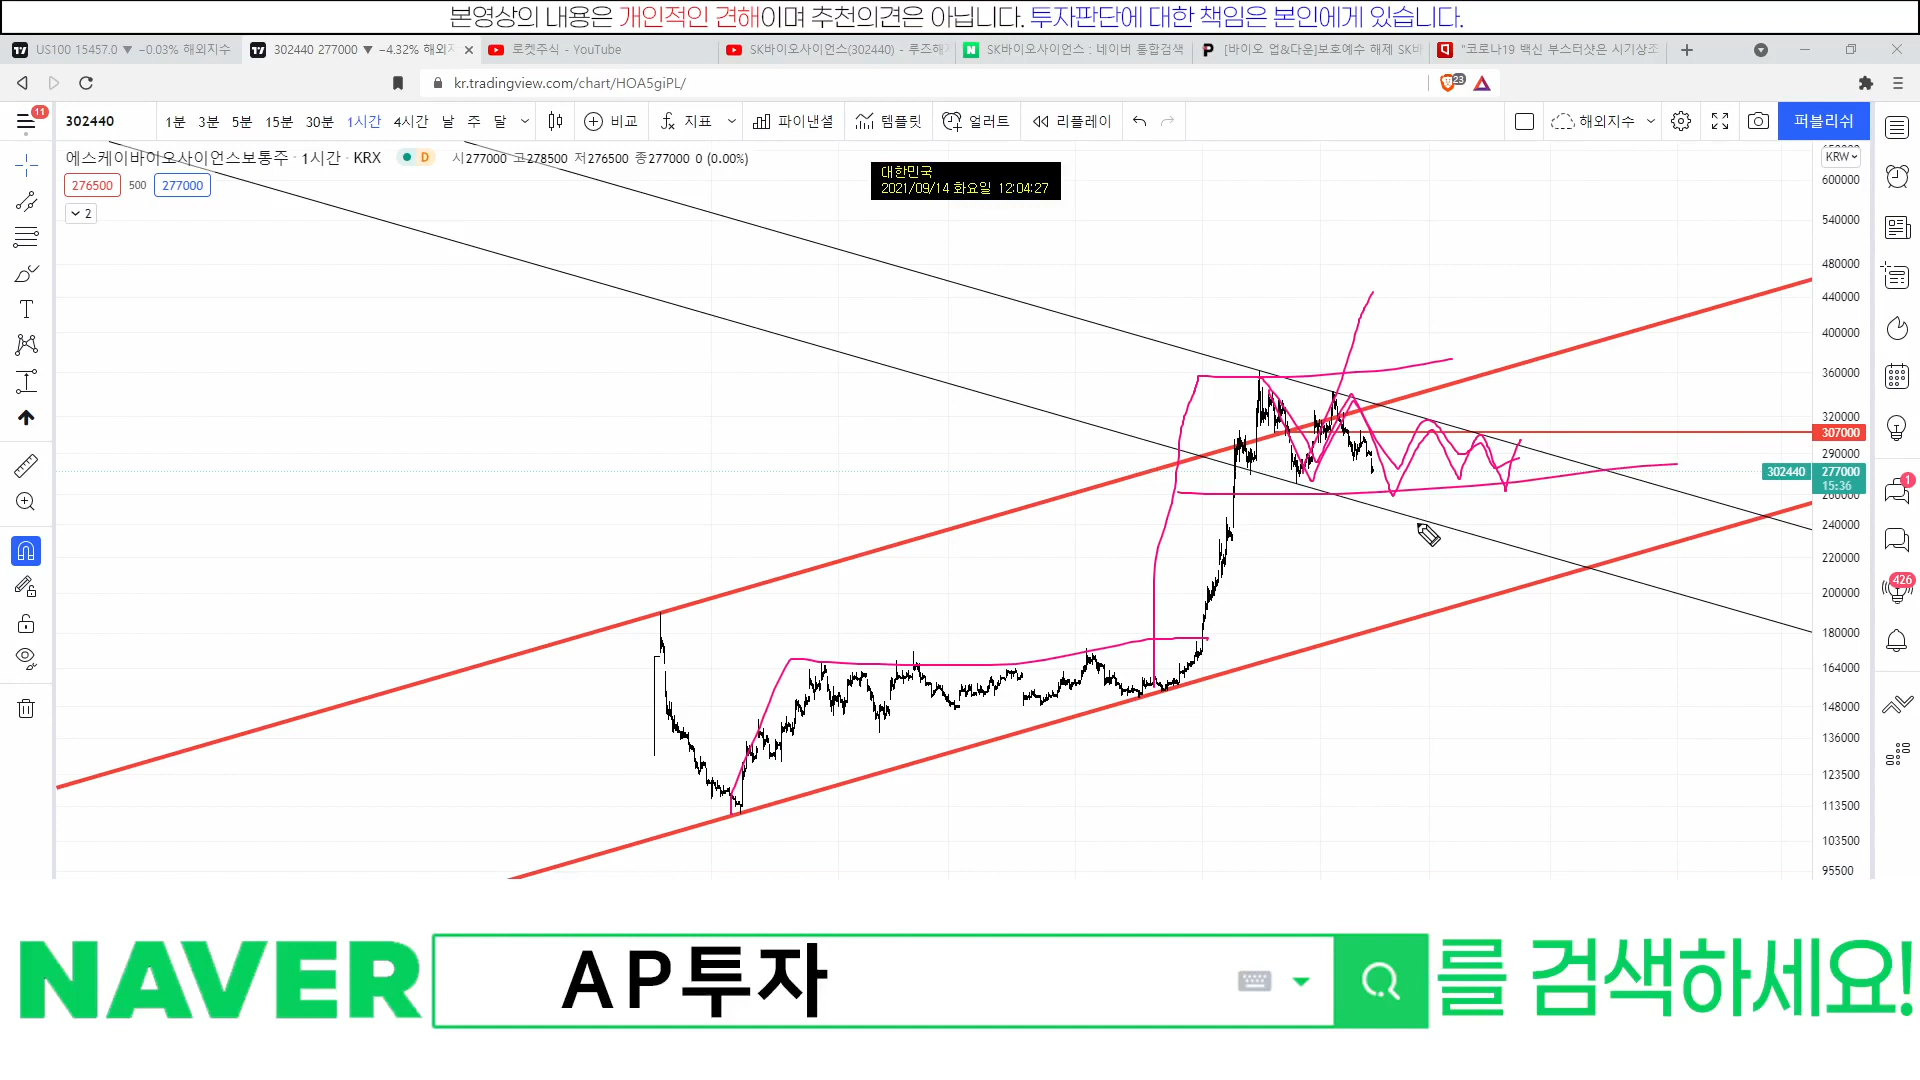 본영상의 내용은 개인적인 견해이며 추천의견은 아닙니다. 투자판단에 대한 책임은 본인에게 있습니다.
US100 15457.0 ▼ −0.03% 해외지수
302440 277000 ▼ −4.32% 해외지
로켓주식 - YouTube
SK바이오사이언스(302440) - 루즈해
SK바이오사이언스 : 네이버 통합검색
[바이오 업&다운]보호예수 해제 SK바
"코로나19 백신 부스터샷은 시기상조
kr.tradingview.com/chart/HOA5giPL/
23
11
302440
1분 3분 5분 15분 30분 1시간 4시간 날 주 달
비교
지표
파이낸셜
템플릿
얼러트
리플레이
해외지수
퍼블리쉬
에스케이바이오사이언스보통주 · 1시간 · KRX
D
시277000 고278500 저276500 종277000 0 (0.00%)
276500 500 277000
2
대한민국
2021/09/14 화요일 12:04:27
KRW
600000
540000
480000
440000
400000
360000
320000
307000
290000
302440 277000
15:36
260000
240000
220000
200000
180000
164000
148000
136000
123500
113500
103500
95500
1
426
NAVER AP투자 를 검색하세요!